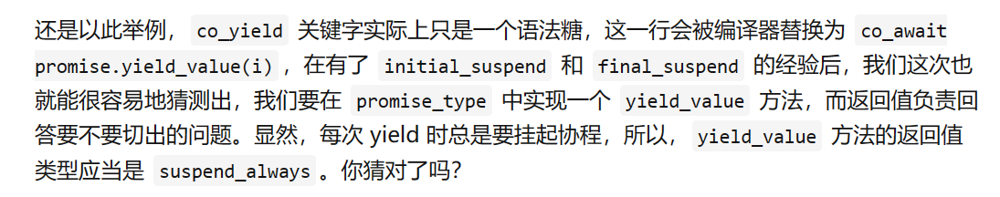 还是以此举例， co_yield 关键字实际上只是一个语法糖，这一行会被编译器替换为 co_await
promise.yield_value(i) ，在有了 initial_suspend 和 final_suspend 的经验后，我们这次也
就能很容易地猜测出，我们要在 promise_type 中实现一个 yield_value 方法，而返回值负责回
答要不要切出的问题。显然，每次 yield 时总是要挂起协程，所以， yield_value 方法的返回值
类型应当是 suspend_always 。你猜对了吗？